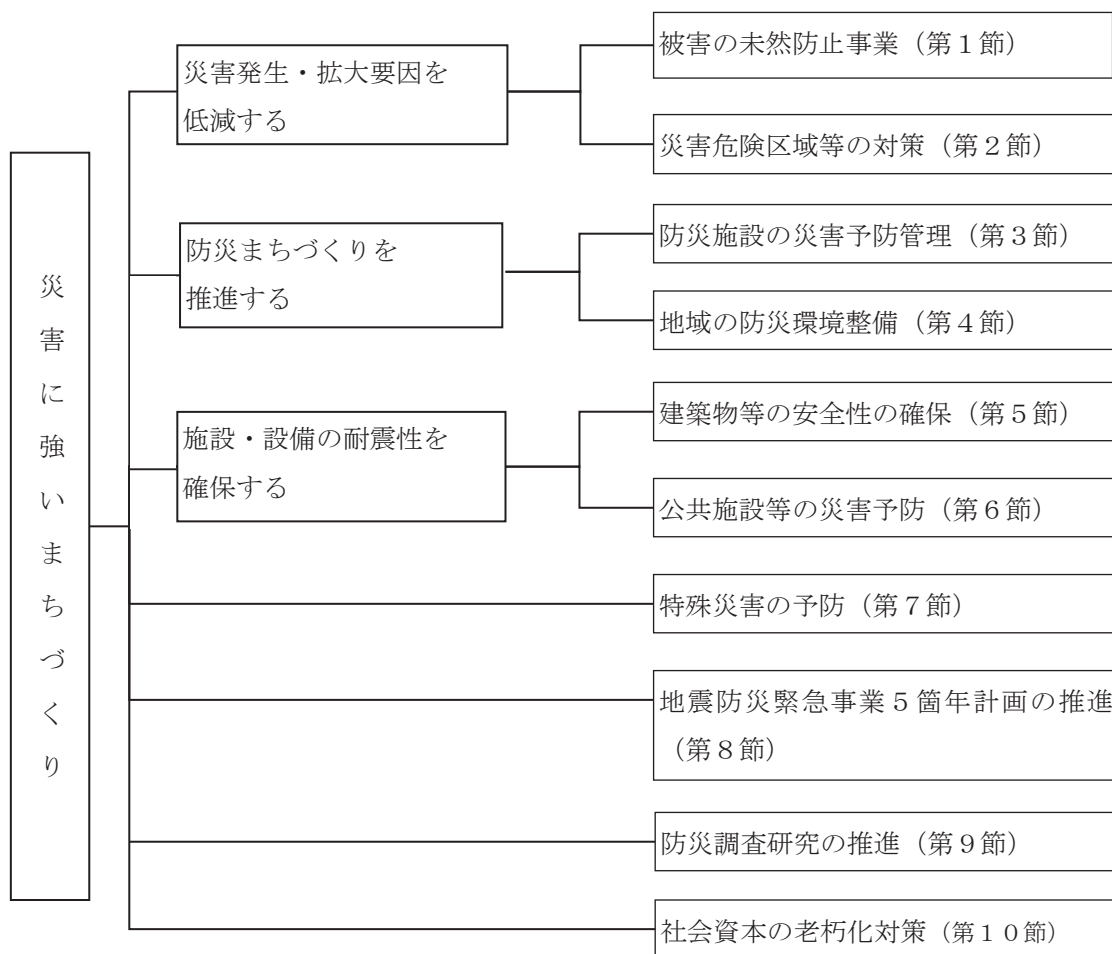 災害に強いまちづくり
災害発生・拡大要因を
低減する
被害の未然防止事業（第１節）
災害危険区域等の対策（第２節）
防災まちづくりを
推進する
防災施設の災害予防管理（第３節）
地域の防災環境整備（第４節）
施設・設備の耐震性を
確保する
建築物等の安全性の確保（第５節）
公共施設等の災害予防（第６節）
特殊災害の予防（第７節）
地震防災緊急事業５箇年計画の推進
（第８節）
防災調査研究の推進（第９節）
社会資本の老朽化対策（第１０節）